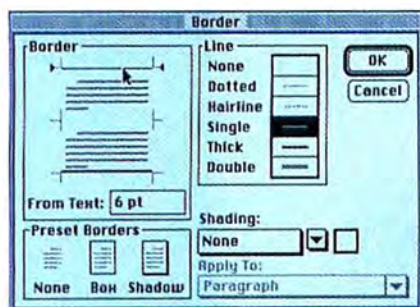 Border
Border
From Text: 6 pt
Preset Borders
None Box Shadow
Line
None
Dotted
Hairline
Single
Thick
Double
OK
Cancel
Shading:
None
Apply To:
Paragraph